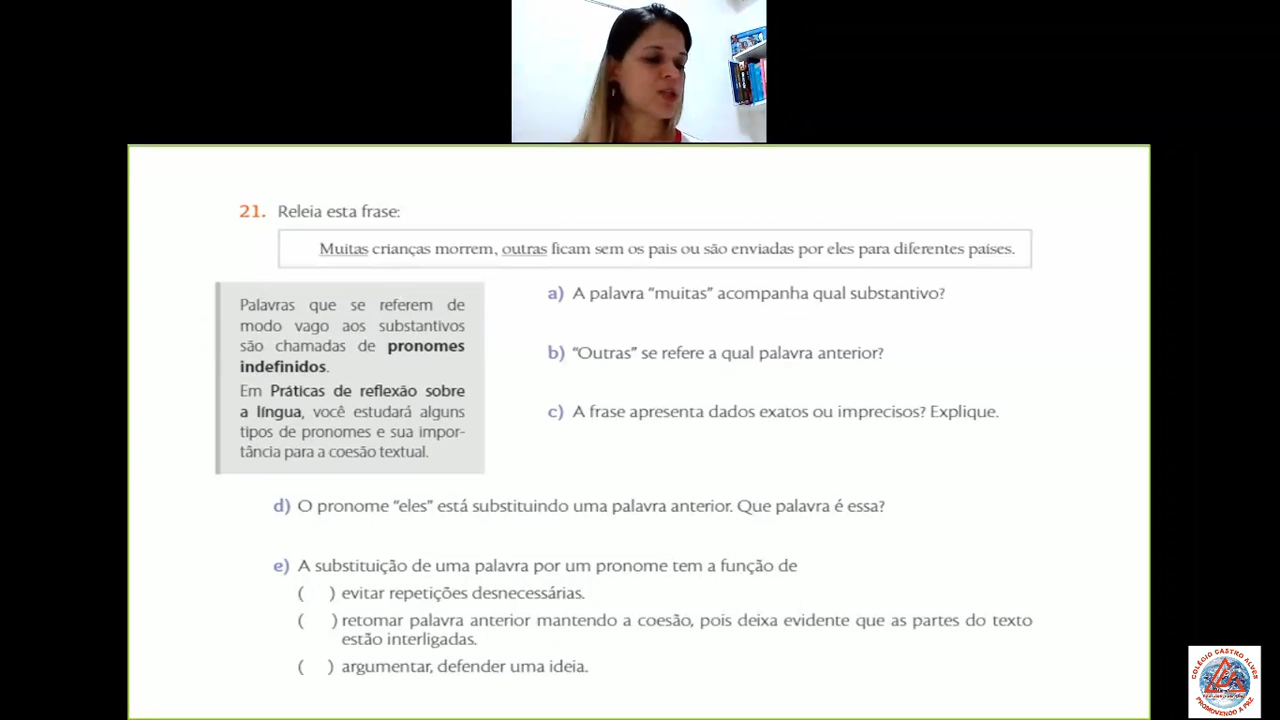 21. Releia esta frase:
Muitas crianças morrem, outras ficam sem os pais ou são enviadas por eles para diferentes países.
Palavras que se referem de
modo vago aos substantivos
são chamadas de pronomes
indefinidos.
Em Práticas de reflexão sobre
a língua, você estudará alguns
tipos de pronomes e sua impor-
tância para a coesão textual.
a) A palavra “muitas” acompanha qual substantivo?
b) “Outras” se refere a qual palavra anterior?
c) A frase apresenta dados exatos ou imprecisos? Explique.
d) O pronome “eles” está substituindo uma palavra anterior. Que palavra é essa?
e) A substituição de uma palavra por um pronome tem a função de
( ) evitar repetições desnecessárias.
( ) retomar palavra anterior mantendo a coesão, pois deixa evidente que as partes do texto
estão interligadas.
( ) argumentar, defender uma ideia.
COLÉGIO CASTRO ALVES
PROMOVENDO A PAZ